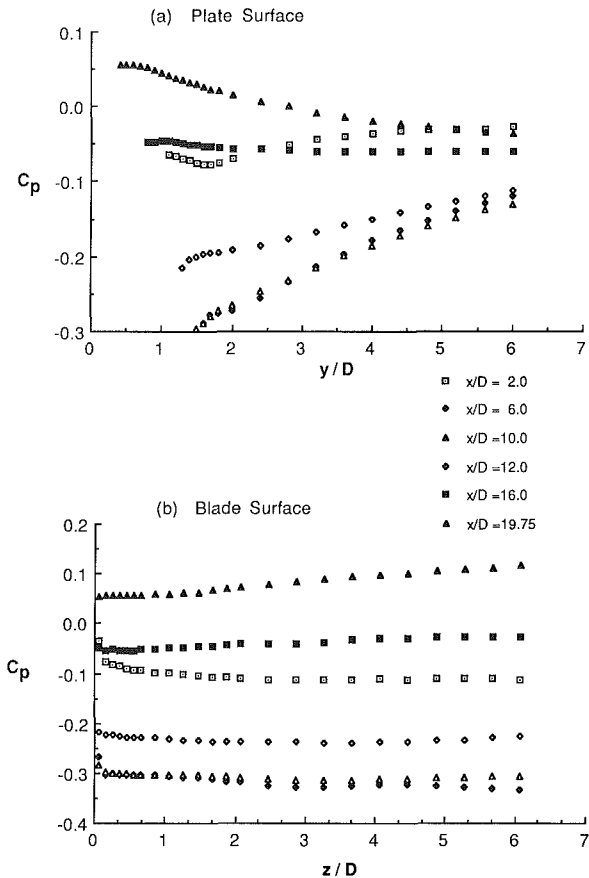 (a) Plate Surface
0.1
0.0
-0.1
-0.2
-0.3
Cp
0 1 2 3 4 5 6 7
y / D
x/D = 2.0
x/D = 6.0
x/D =10.0
x/D =12.0
x/D =16.0
x/D =19.75
(b) Blade Surface
0.2
0.1
0.0
-0.1
-0.2
-0.3
-0.4
Cp
0 1 2 3 4 5 6 7
z / D